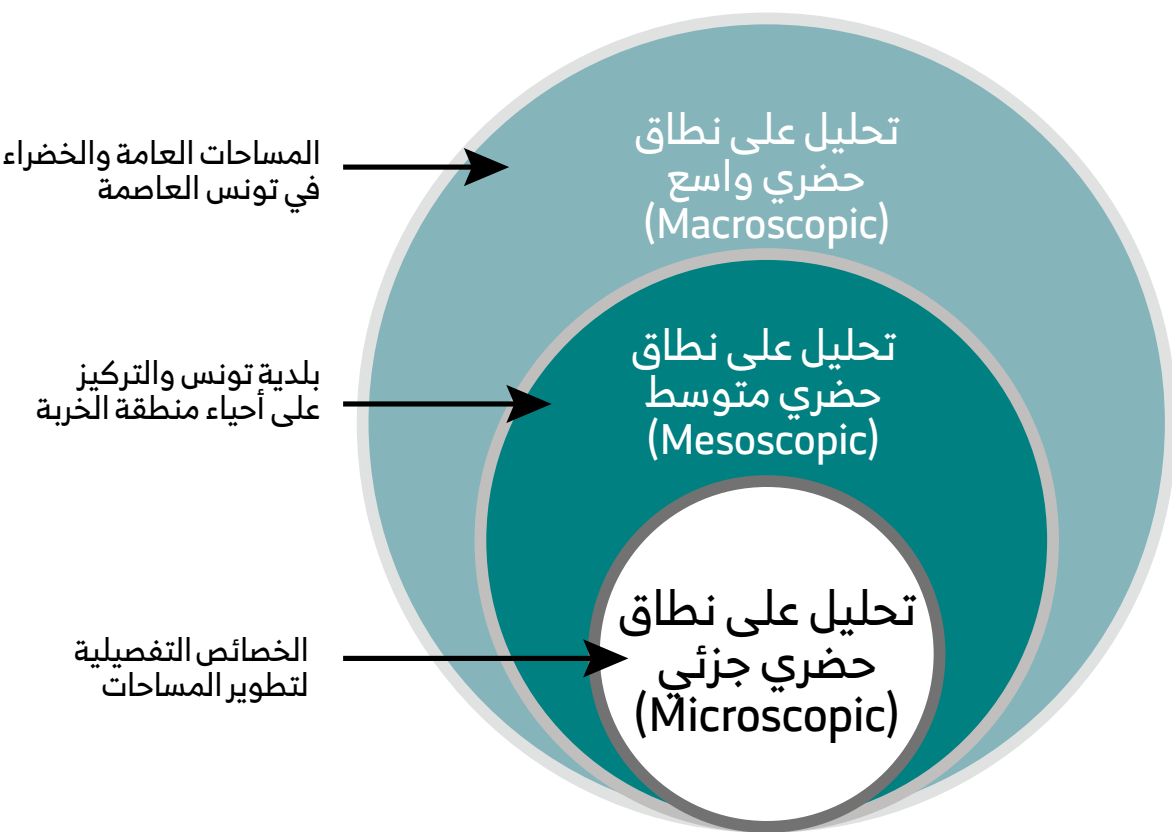 تحليل على نطاق
حضري واسع
(Macroscopic)
المساحات العامة والخضراء
في تونس العاصمة
تحليل على نطاق
حضري متوسط
(Mesoscopic)
بلدية تونس والتركيز
على أحياء منطقة الخربة
تحليل على نطاق
حضري جزئي
(Microscopic)
الخصائص التفصيلية
لتطوير المساحات